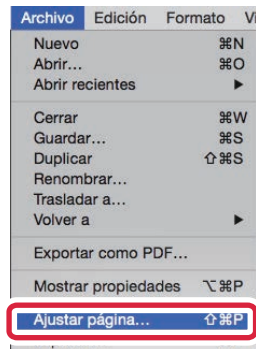 Archivo Edición Formato
Nuevo ⌘N
Abrir... ⌘O
Abrir recientes ▶
Cerrar ⌘W
Guardar... ⌘S
Duplicar ⇧⌘S
Renombrar...
Trasladar a...
Volver a ▶
Exportar como PDF...
Mostrar propiedades ⌥⌘P
Ajustar página... ⇧⌘P